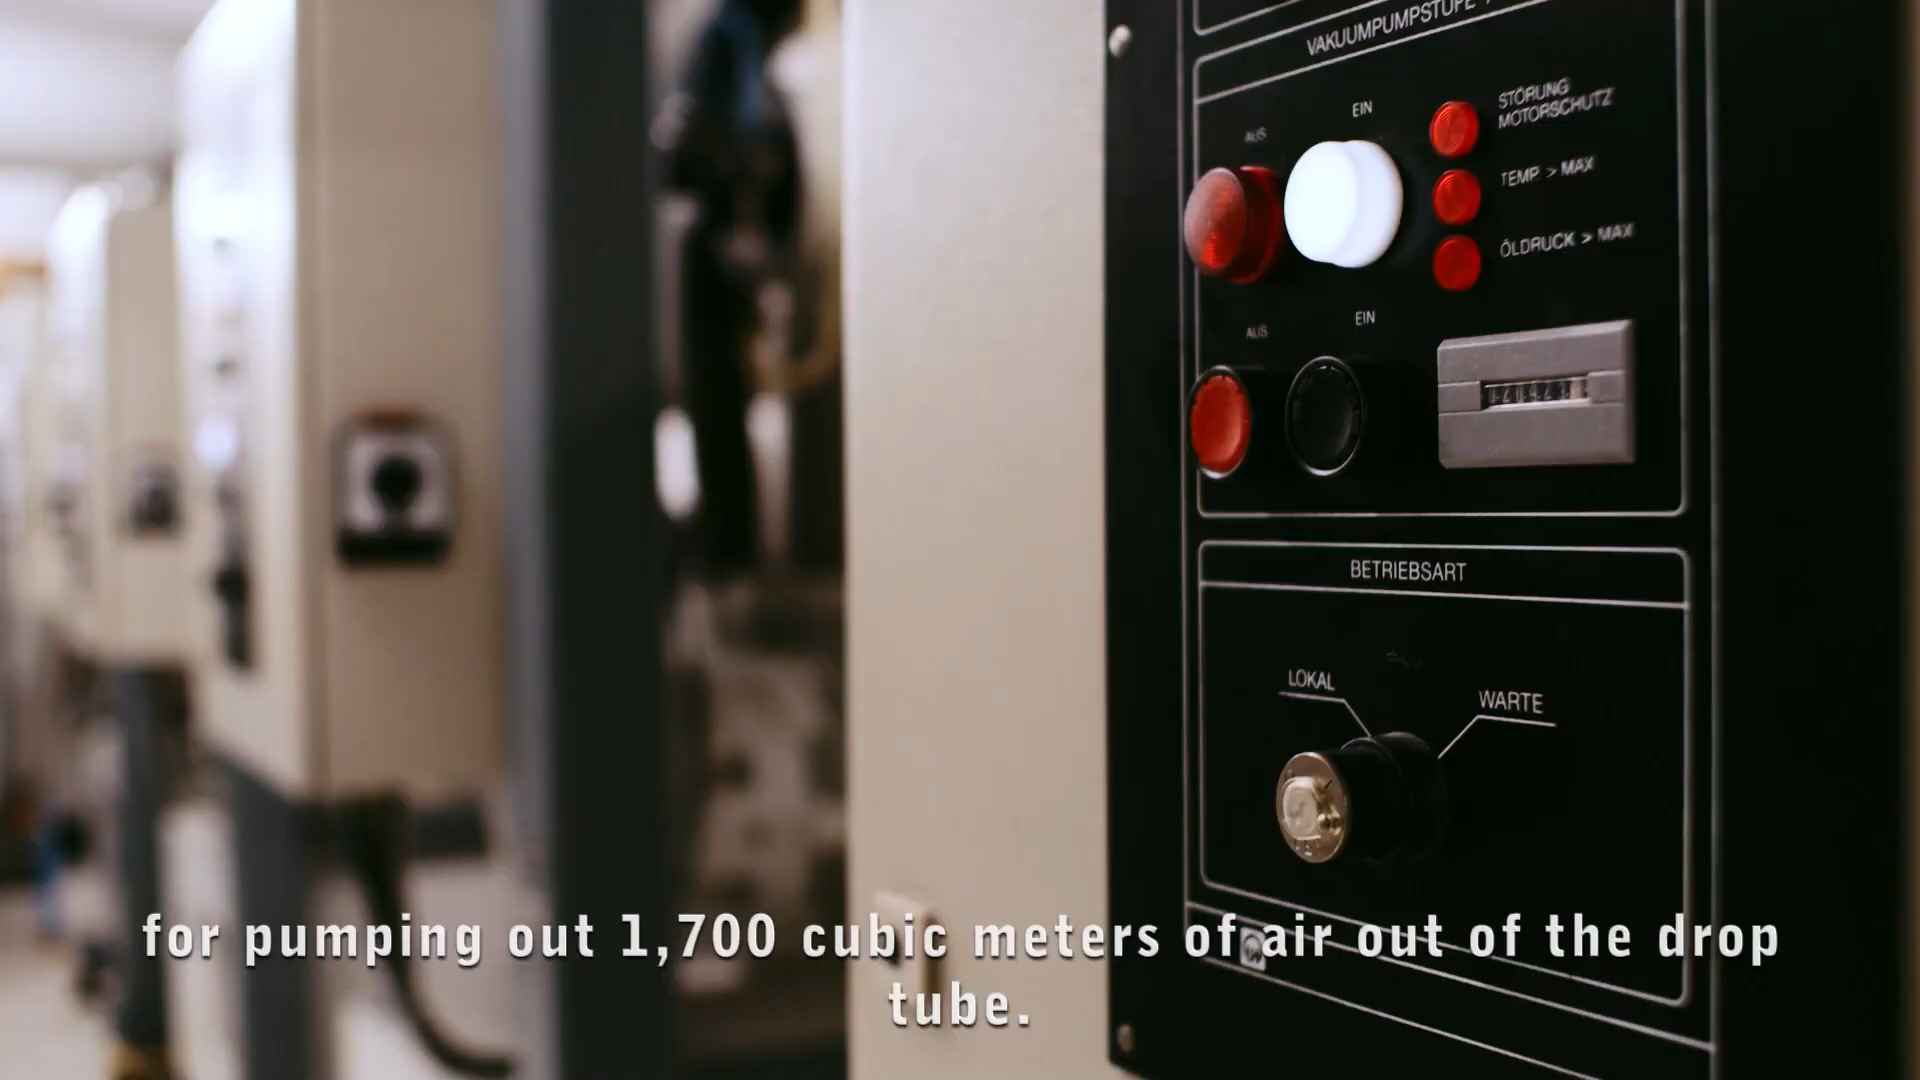 VAKUUMPUMPSTUFE
EIN
AUS
STÖRUNG
MOTORSCHUTZ
TEMP > MAX
ÖLDRUCK > MAX
EIN
AUS
BETRIEBSART
LOKAL
WARTE
for pumping out 1,700 cubic meters of air out of the drop
tube.